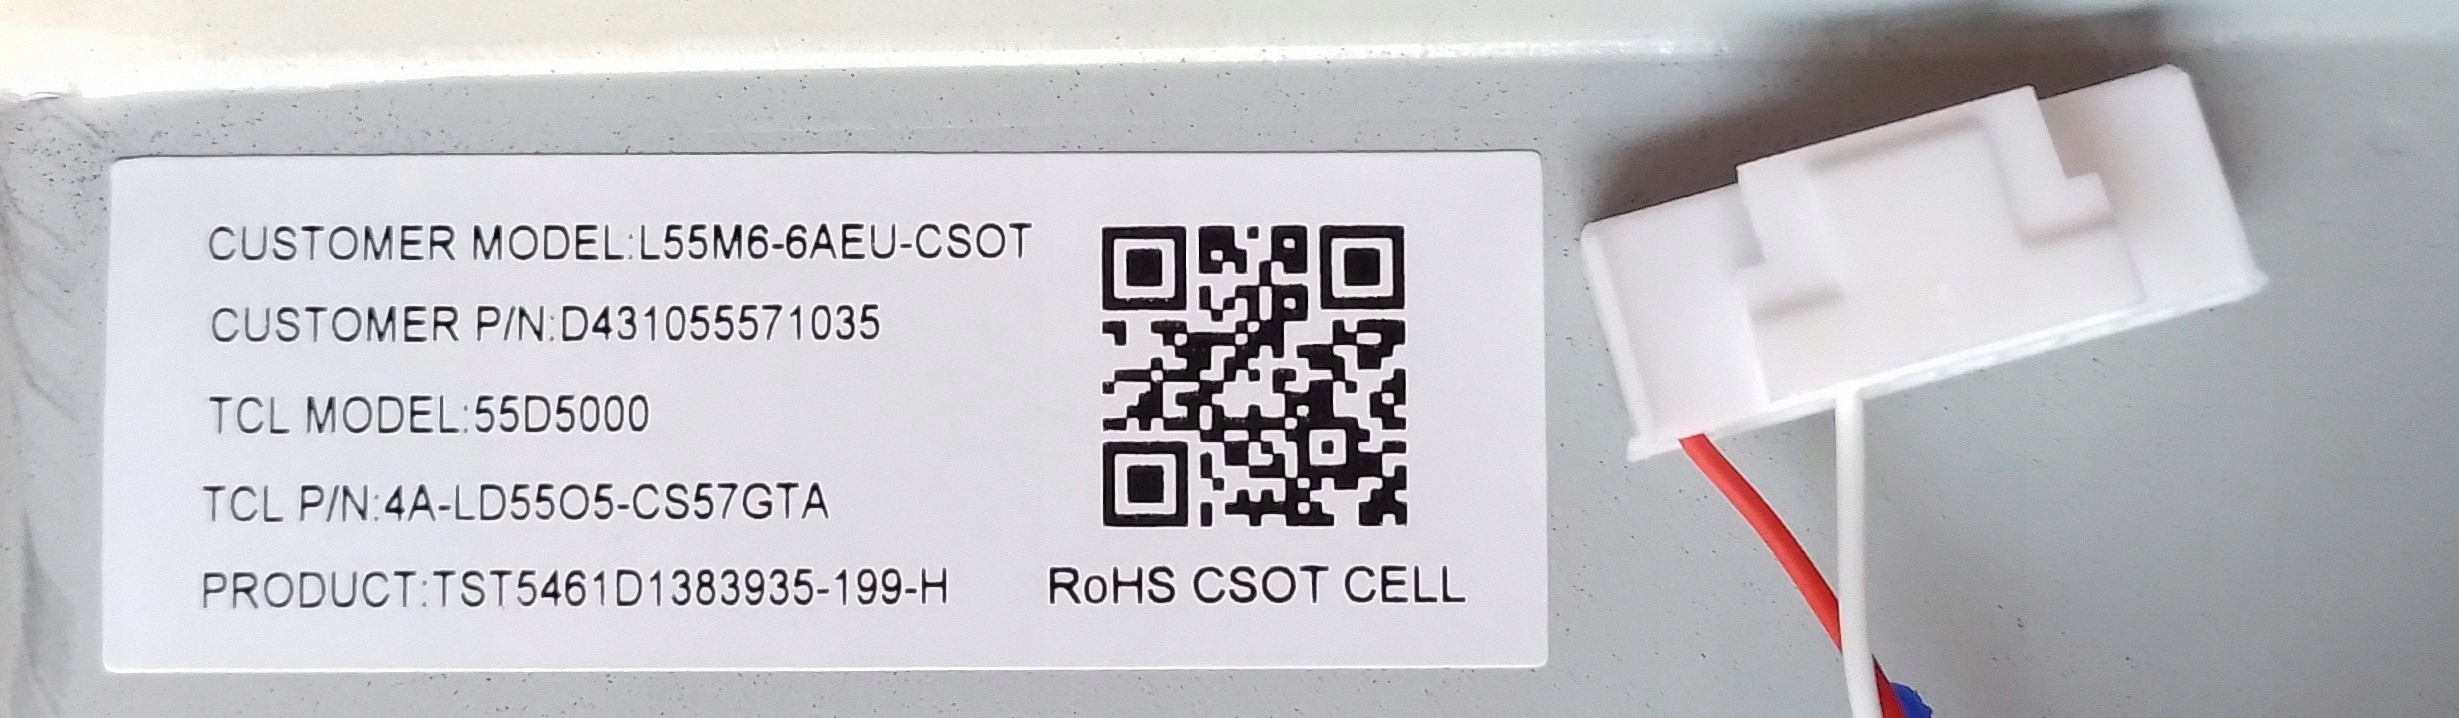 CUSTOMER MODEL:L55M6-6AEU-CSOT
CUSTOMER P/N:D431055571035
TCL MODEL:55D5000
TCL P/N:4A-LD55O5-CS57GTA
PRODUCT:TST5461D1383935-199-H
RoHS CSOT CELL